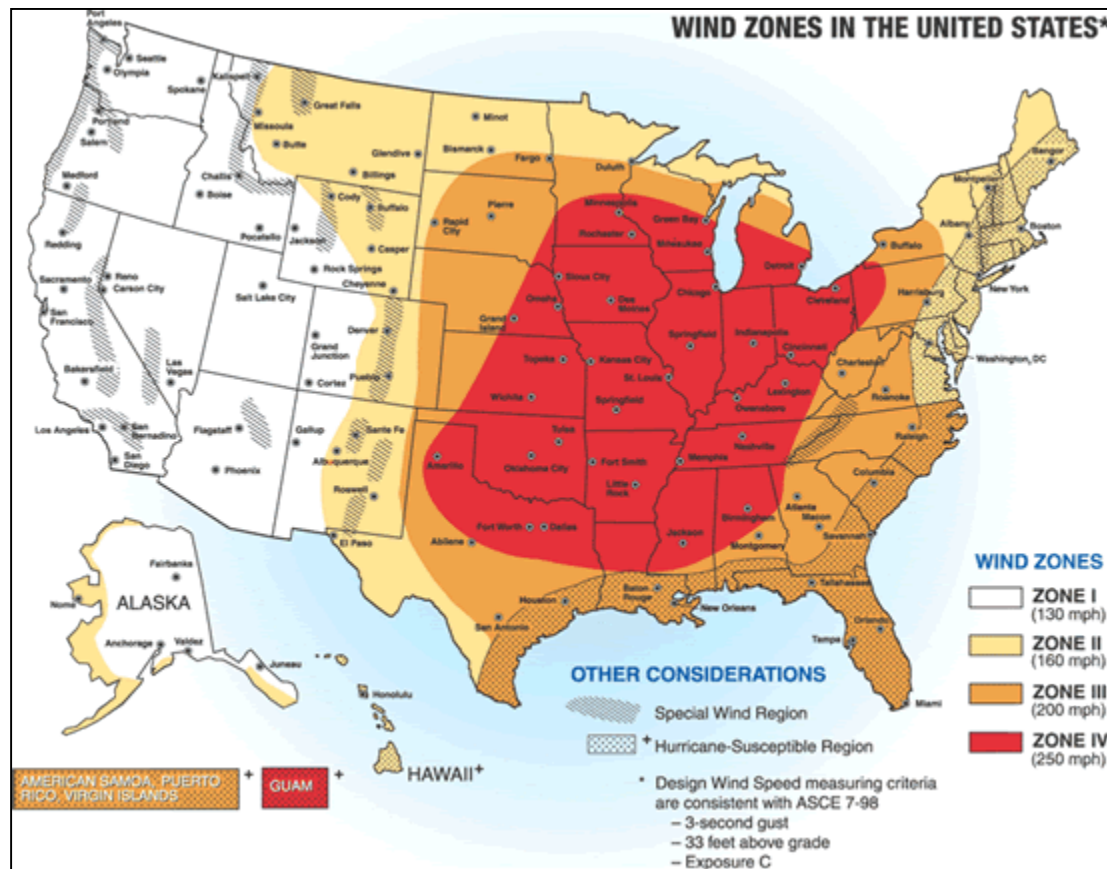 WIND ZONES IN THE UNITED STATES*
Port Angeles
Seattle
Olympia
Spokane
Kalispell
Great Falls
Portland
Missoula
Salem
Butte
Glendive
Minot
Bismarck
Fargo
Duluth
Medford
Challis
Boise
Billings
Cody
Buffalo
Pierre
Rapid City
Minneapolis
Green Bay
Rochester
Milwaukee
Bangor
Montpelier
Albany
Boston
Buffalo
Redding
Pocatello
Jackson
Casper
Rock Springs
Cheyenne
Sioux City
Detroit
Chicago
Cleveland
New York
Harrisburg
Reno
Sacramento
Carson City
San Francisco
Salt Lake City
Omaha
Des Moines
Grand Island
Denver
Grand Junction
Springfield
Indianapolis
Cincinnati
Washington, DC
Charleston
Las Vegas
Bakersfield
Cortez
Pueblo
Topeka
Kansas City
St. Louis
Lexington
Roanoke
Wichita
Springfield
Owensboro
Los Angeles
San Bernadino
Flagstaff
Gallup
Sante Fe
Albuquerque
Amarillo
Tulsa
Oklahoma City
Fort Smith
Memphis
Nashville
Raleigh
San Diego
Phoenix
Roswell
Little Rock
Columbia
Atlanta
Macon
Birmingham
El Paso
Abilene
Fort Worth
Dallas
Jackson
Montgomery
Savannah
Fairbanks
Nome
ALASKA
Anchorage
Valdez
Juneau
Houston
Baton Rouge
New Orleans
Tallahassee
San Antonio
Orlando
Tampa
Miami
Honolulu
HAWAII+
WIND ZONES
ZONE I
(130 mph)
ZONE II
(160 mph)
ZONE III
(200 mph)
ZONE IV
(250 mph)
OTHER CONSIDERATIONS
Special Wind Region
+ Hurricane-Susceptible Region
AMERICAN SAMOA, PUERTO
RICO, VIRGIN ISLANDS
+
GUAM
+
* Design Wind Speed measuring criteria
are consistent with ASCE 7-98
– 3-second gust
– 33 feet above grade
– Exposure C